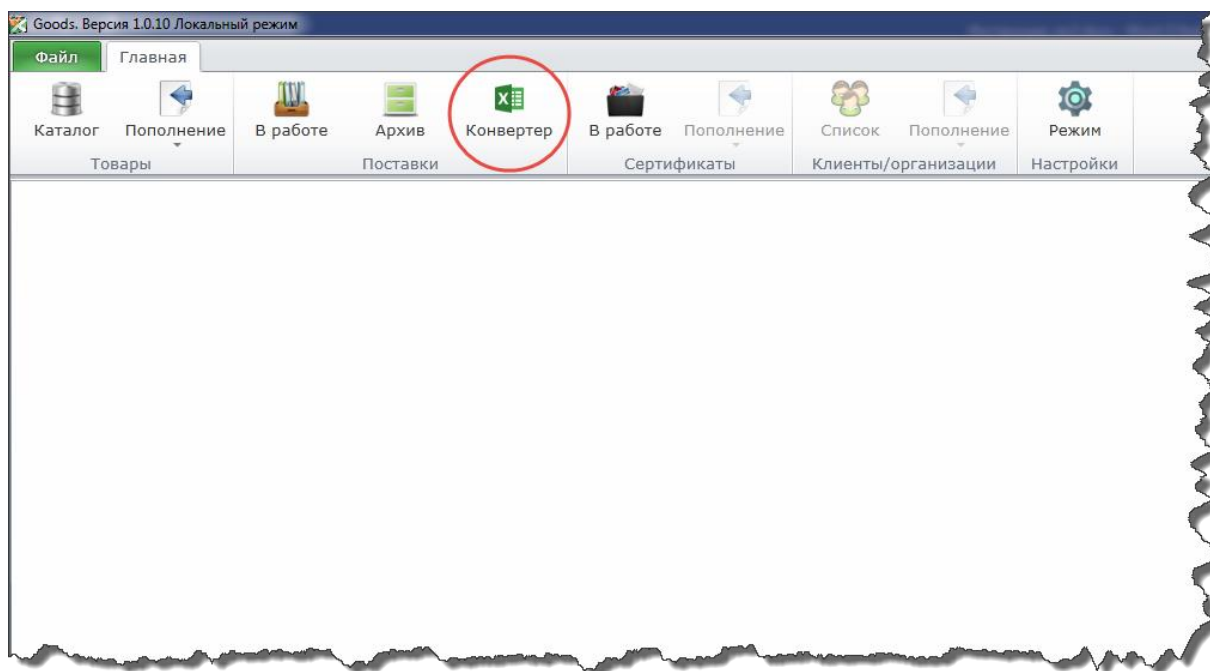 Goods. Версия 1.0.10 Локальный режим
Файл Главная
Каталог Пополнение В работе Архив Конвертер В работе Пополнение Список Пополнение Режим
Товары Поставки Сертификаты Клиенты/организации Настройки